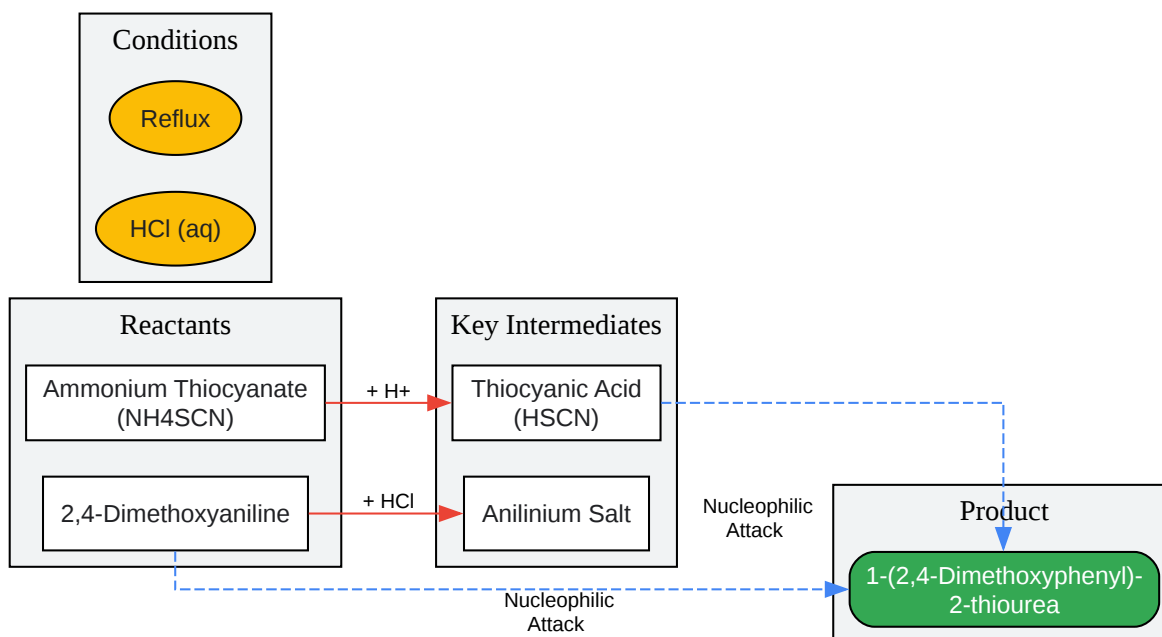 Conditions
Reflux
HCl (aq)
Reactants
Ammonium Thiocyanate
(NH4SCN)
+ H+
2,4-Dimethoxyaniline
+ HCl
Key Intermediates
Thiocyanic Acid
(HSCN)
Anilinium Salt
Nucleophilic
Attack
Nucleophilic
Attack
Product
1-(2,4-Dimethoxyphenyl)-
2-thiourea